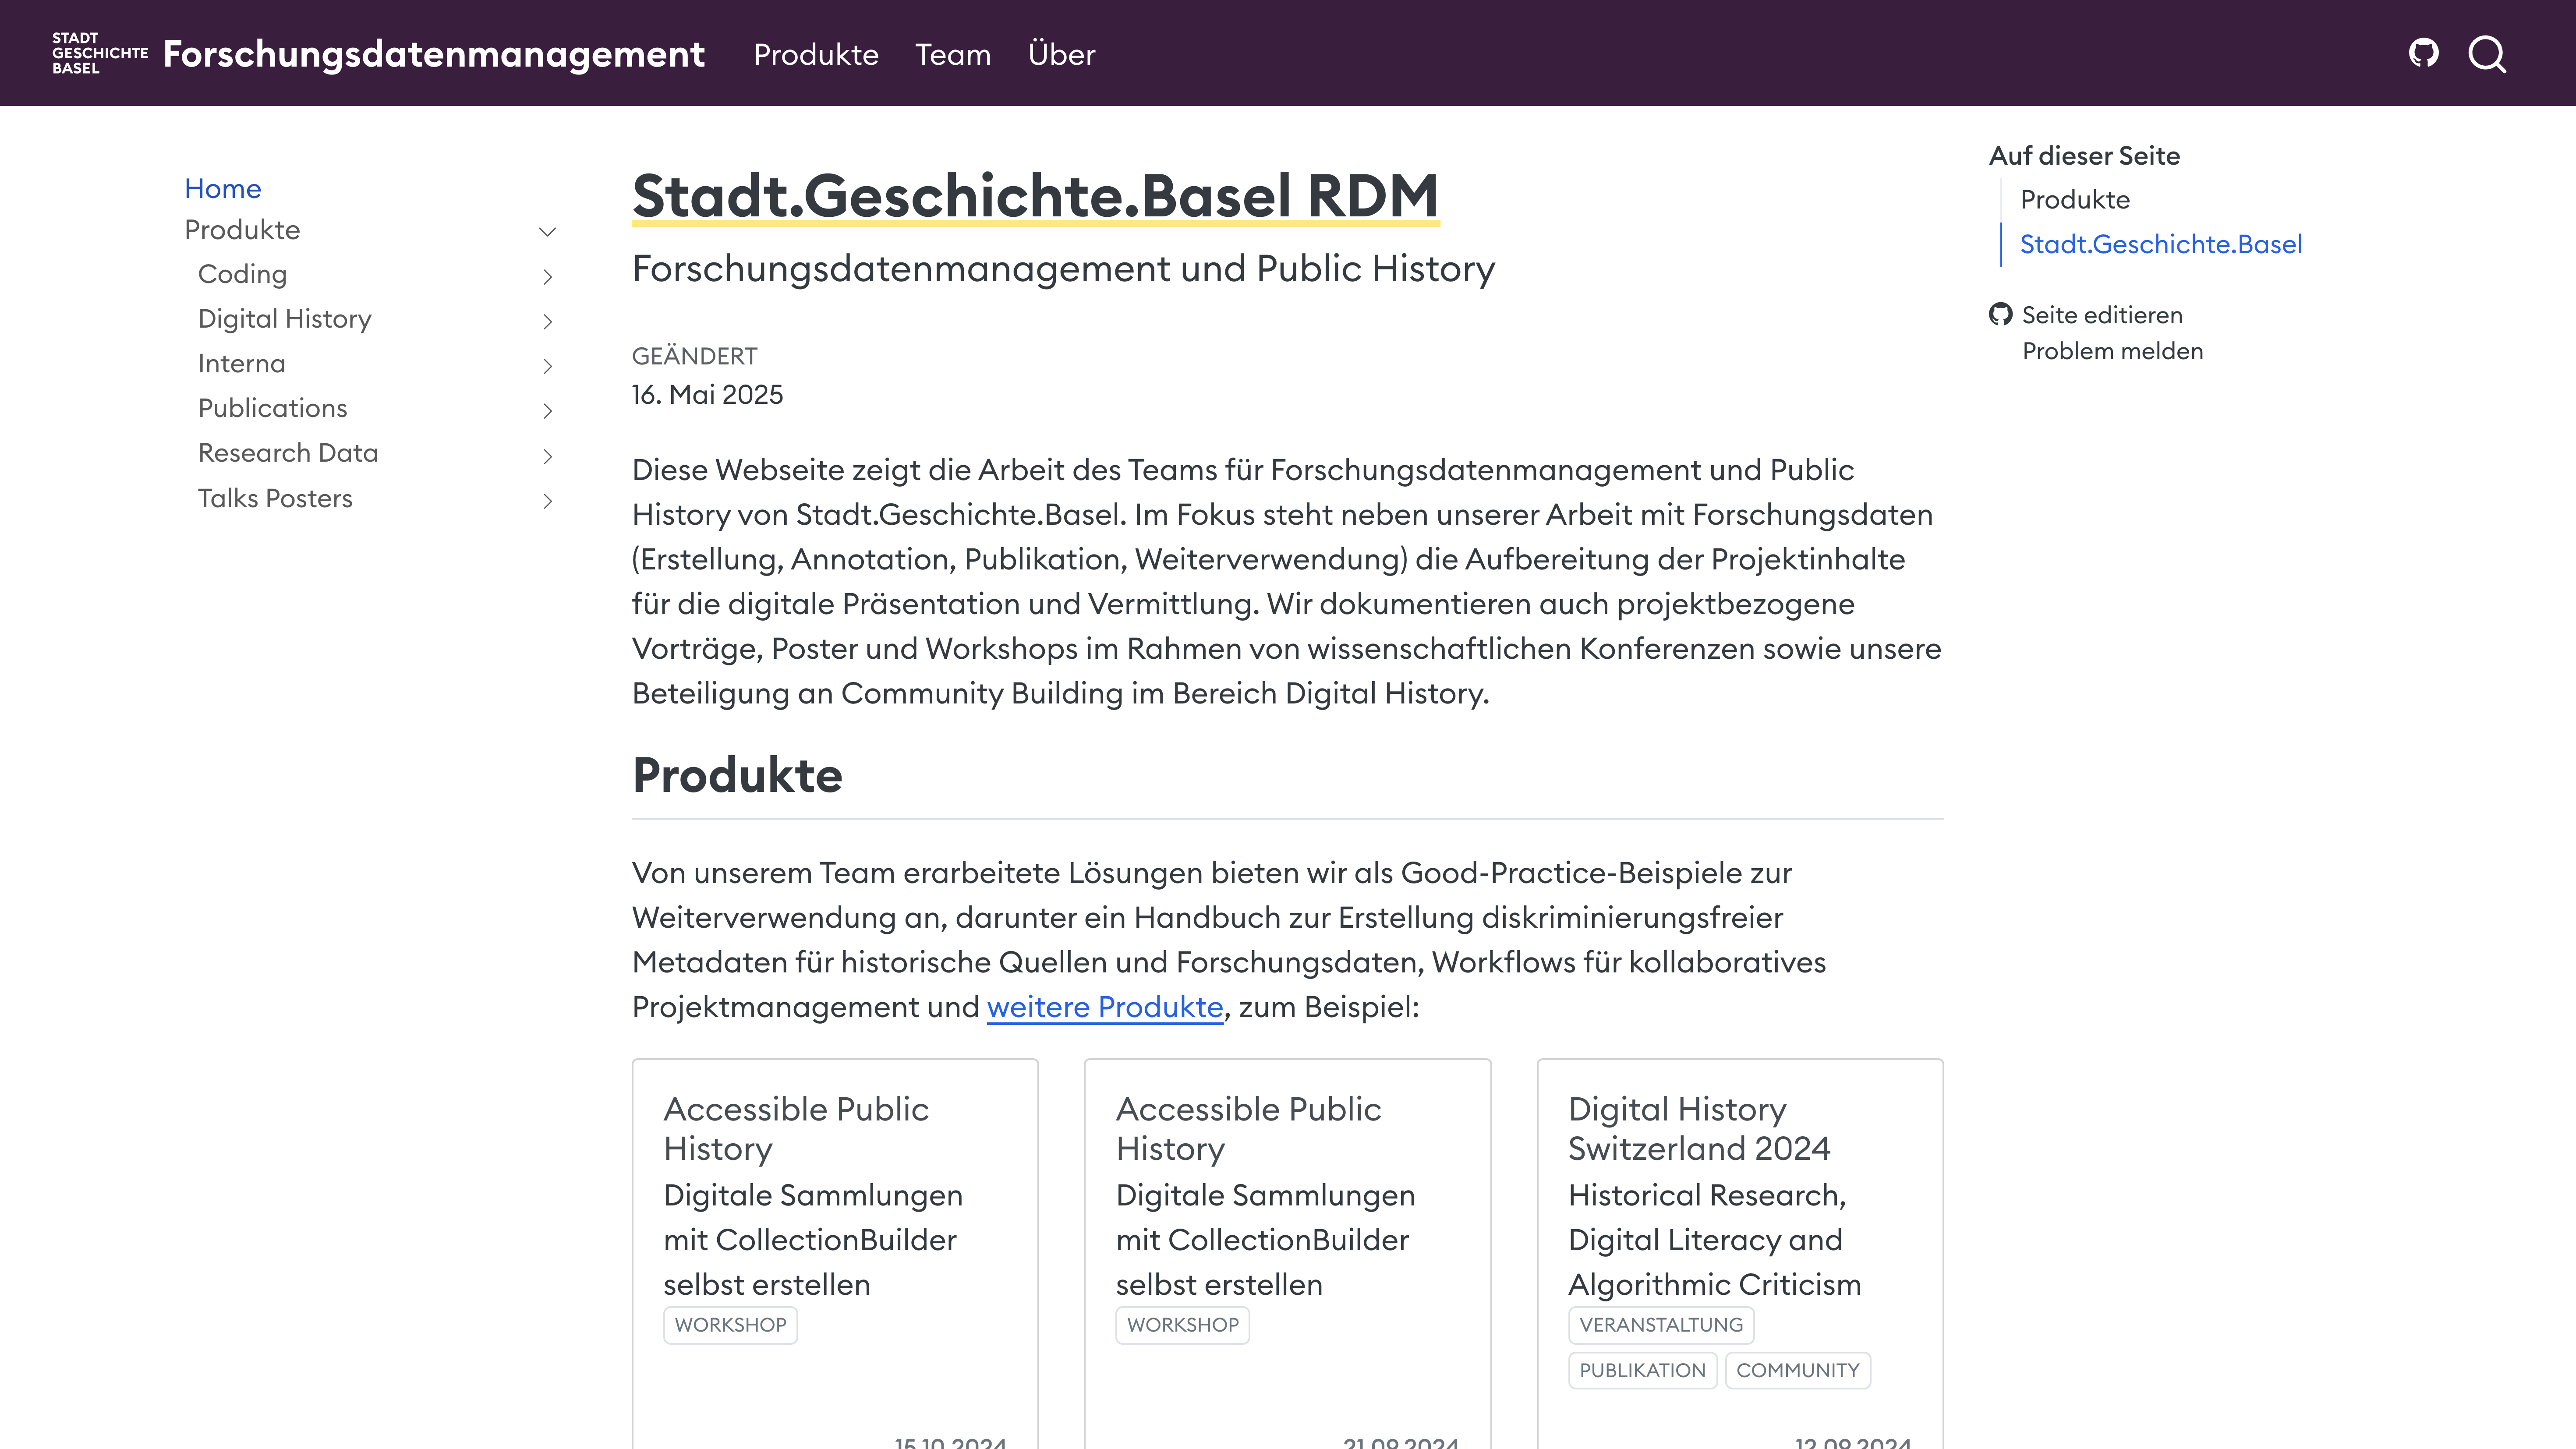 STADT
GESCHICHTE
BASEL
Forschungsdatenmanagement
Produkte
Team
Über
Home
Produkte
Coding
Digital History
Interna
Publications
Research Data
Talks Posters
Stadt.Geschichte.Basel RDM
Forschungsdatenmanagement und Public History
GEÄNDERT
16. Mai 2025
Diese Webseite zeigt die Arbeit des Teams für Forschungsdatenmanagement und Public
History von Stadt.Geschichte.Basel. Im Fokus steht neben unserer Arbeit mit Forschungsdaten
(Erstellung, Annotation, Publikation, Weiterverwendung) die Aufbereitung der Projektinhalte
für die digitale Präsentation und Vermittlung. Wir dokumentieren auch projektbezogene
Vorträge, Poster und Workshops im Rahmen von wissenschaftlichen Konferenzen sowie unsere
Beteiligung an Community Building im Bereich Digital History.
Produkte
Von unserem Team erarbeitete Lösungen bieten wir als Good-Practice-Beispiele zur
Weiterverwendung an, darunter ein Handbuch zur Erstellung diskriminierungsfreier
Metadaten für historische Quellen und Forschungsdaten, Workflows für kollaboratives
Projektmanagement und weitere Produkte, zum Beispiel:
Accessible Public
History
Digitale Sammlungen
mit CollectionBuilder
selbst erstellen
WORKSHOP
15.10.2024
Accessible Public
History
Digitale Sammlungen
mit CollectionBuilder
selbst erstellen
WORKSHOP
21.09.2024
Digital History
Switzerland 2024
Historical Research,
Digital Literacy and
Algorithmic Criticism
VERANSTALTUNG
PUBLIKATION COMMUNITY
12.09.2024
Auf dieser Seite
Produkte
Stadt.Geschichte.Basel
Seite editieren
Problem melden